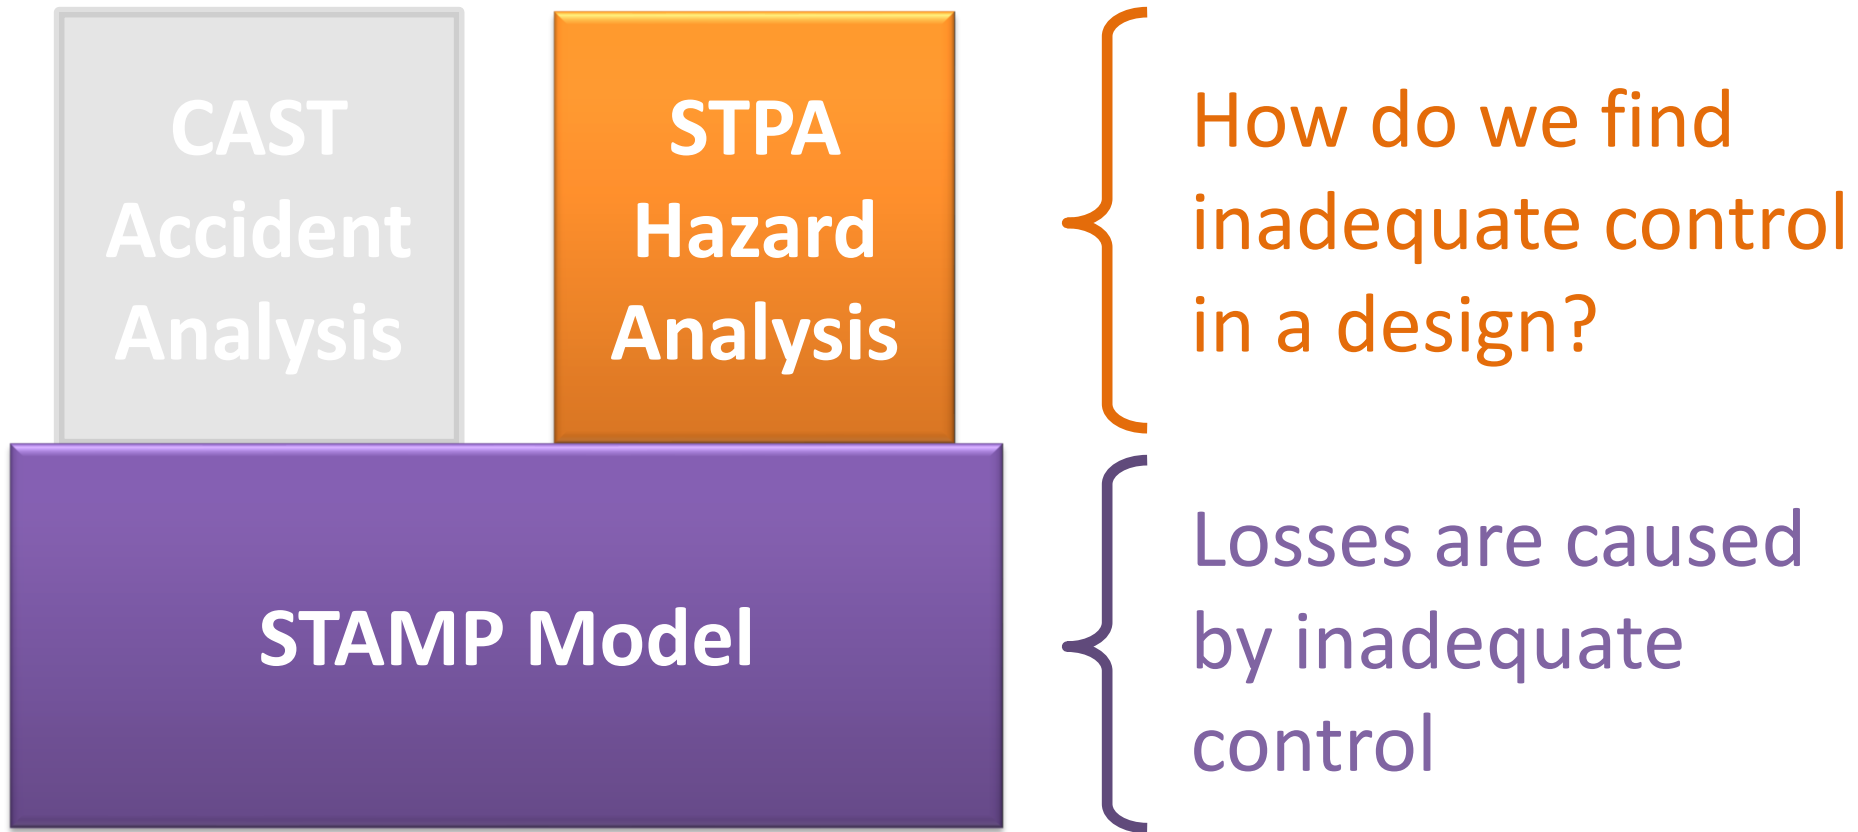 CAST
Accident
Analysis
STPA
Hazard
Analysis
How do we find
inadequate control
in a design?
STAMP Model
Losses are caused
by inadequate
control